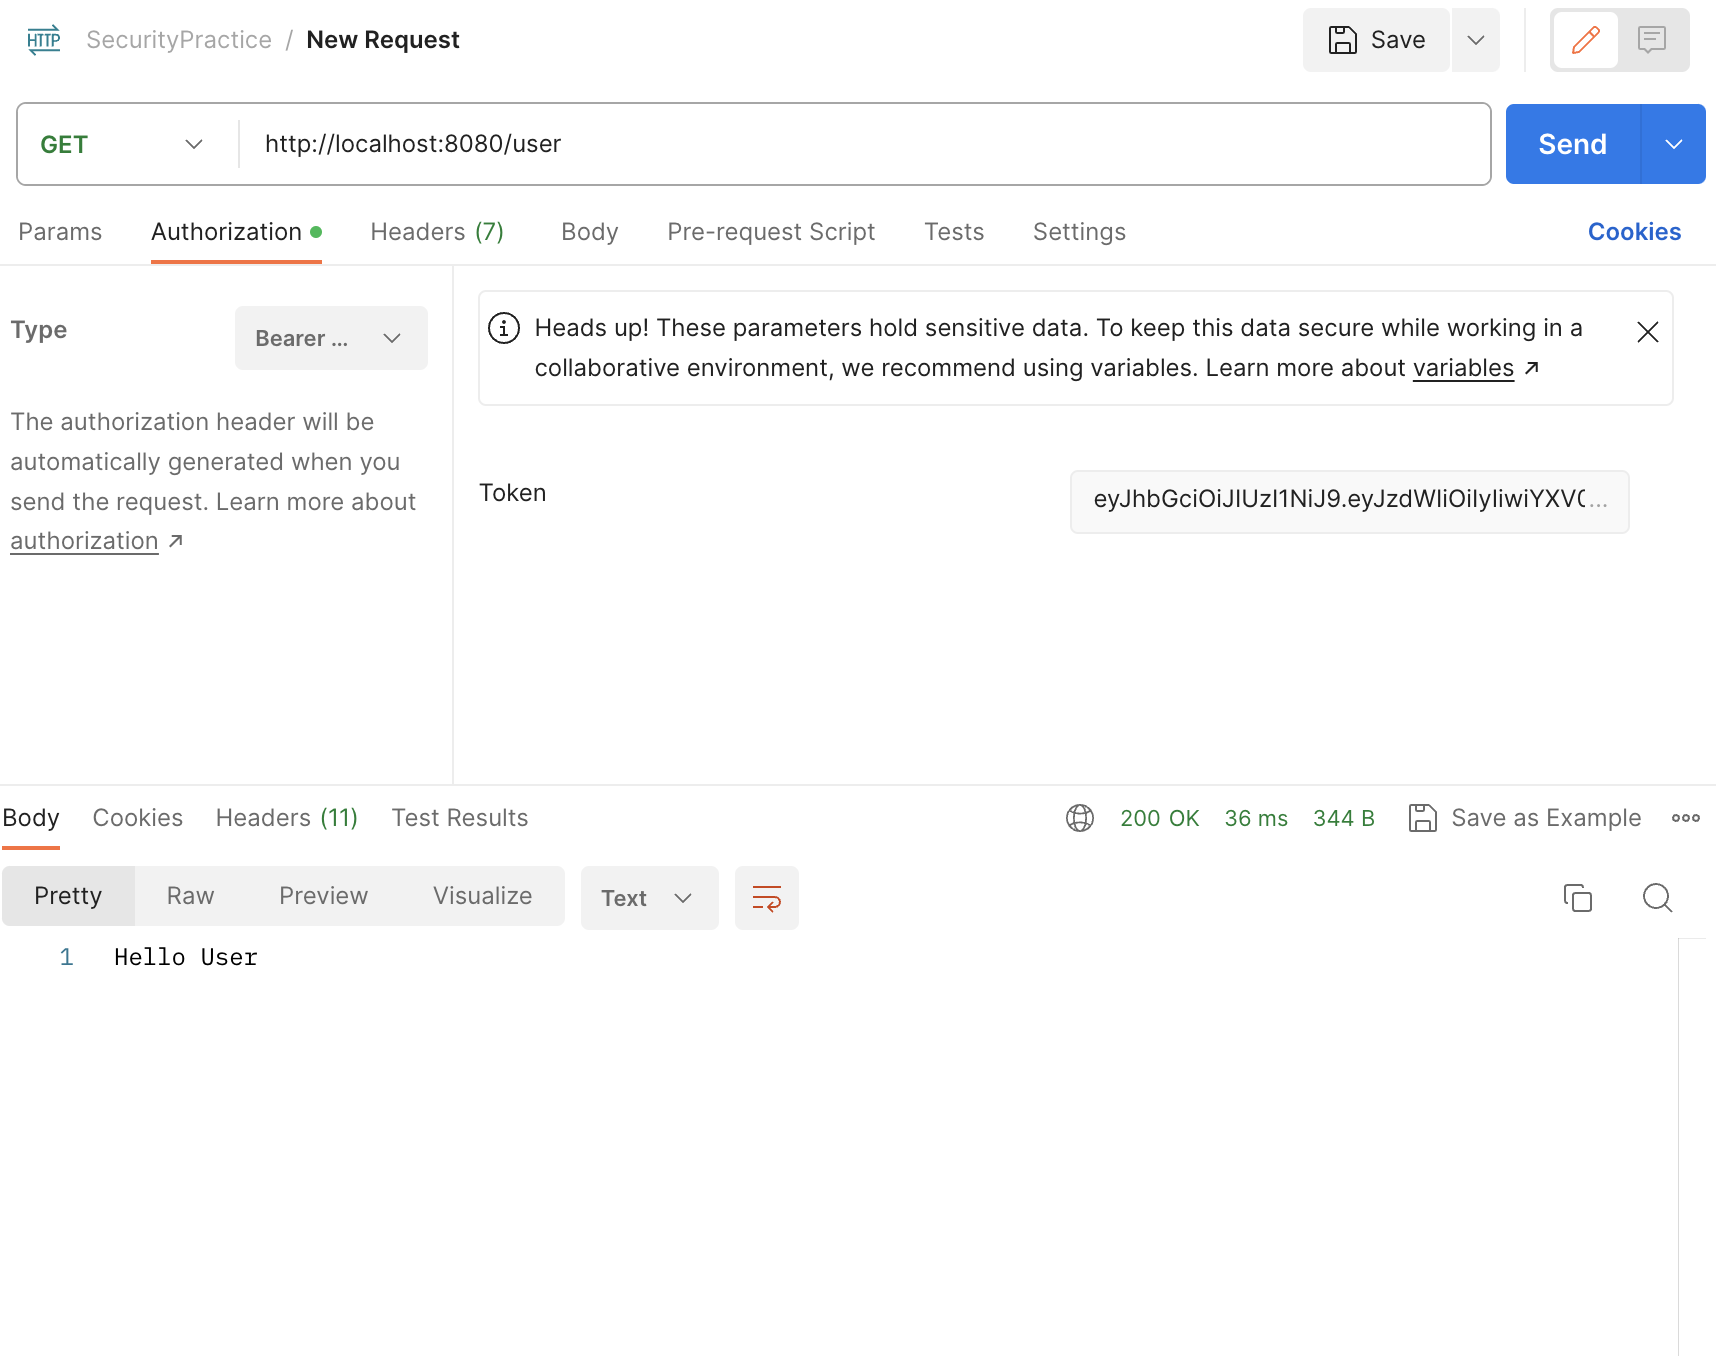 HTTP SecurityPractice / New Request Save
GET http://localhost:8080/user Send
Params Authorization Headers (7) Body Pre-request Script Tests Settings Cookies
Type Bearer ...
The authorization header will be
automatically generated when you
send the request. Learn more about
authorization ↗
Heads up! These parameters hold sensitive data. To keep this data secure while working in a
collaborative environment, we recommend using variables. Learn more about variables ↗
Token eyJhbGciOiJIUzI1NiJ9.eyJzdWIiOiIyIiwiYXV0...
Body Cookies Headers (11) Test Results 200 OK 36 ms 344 B Save as Example
Pretty Raw Preview Visualize Text
1 Hello User